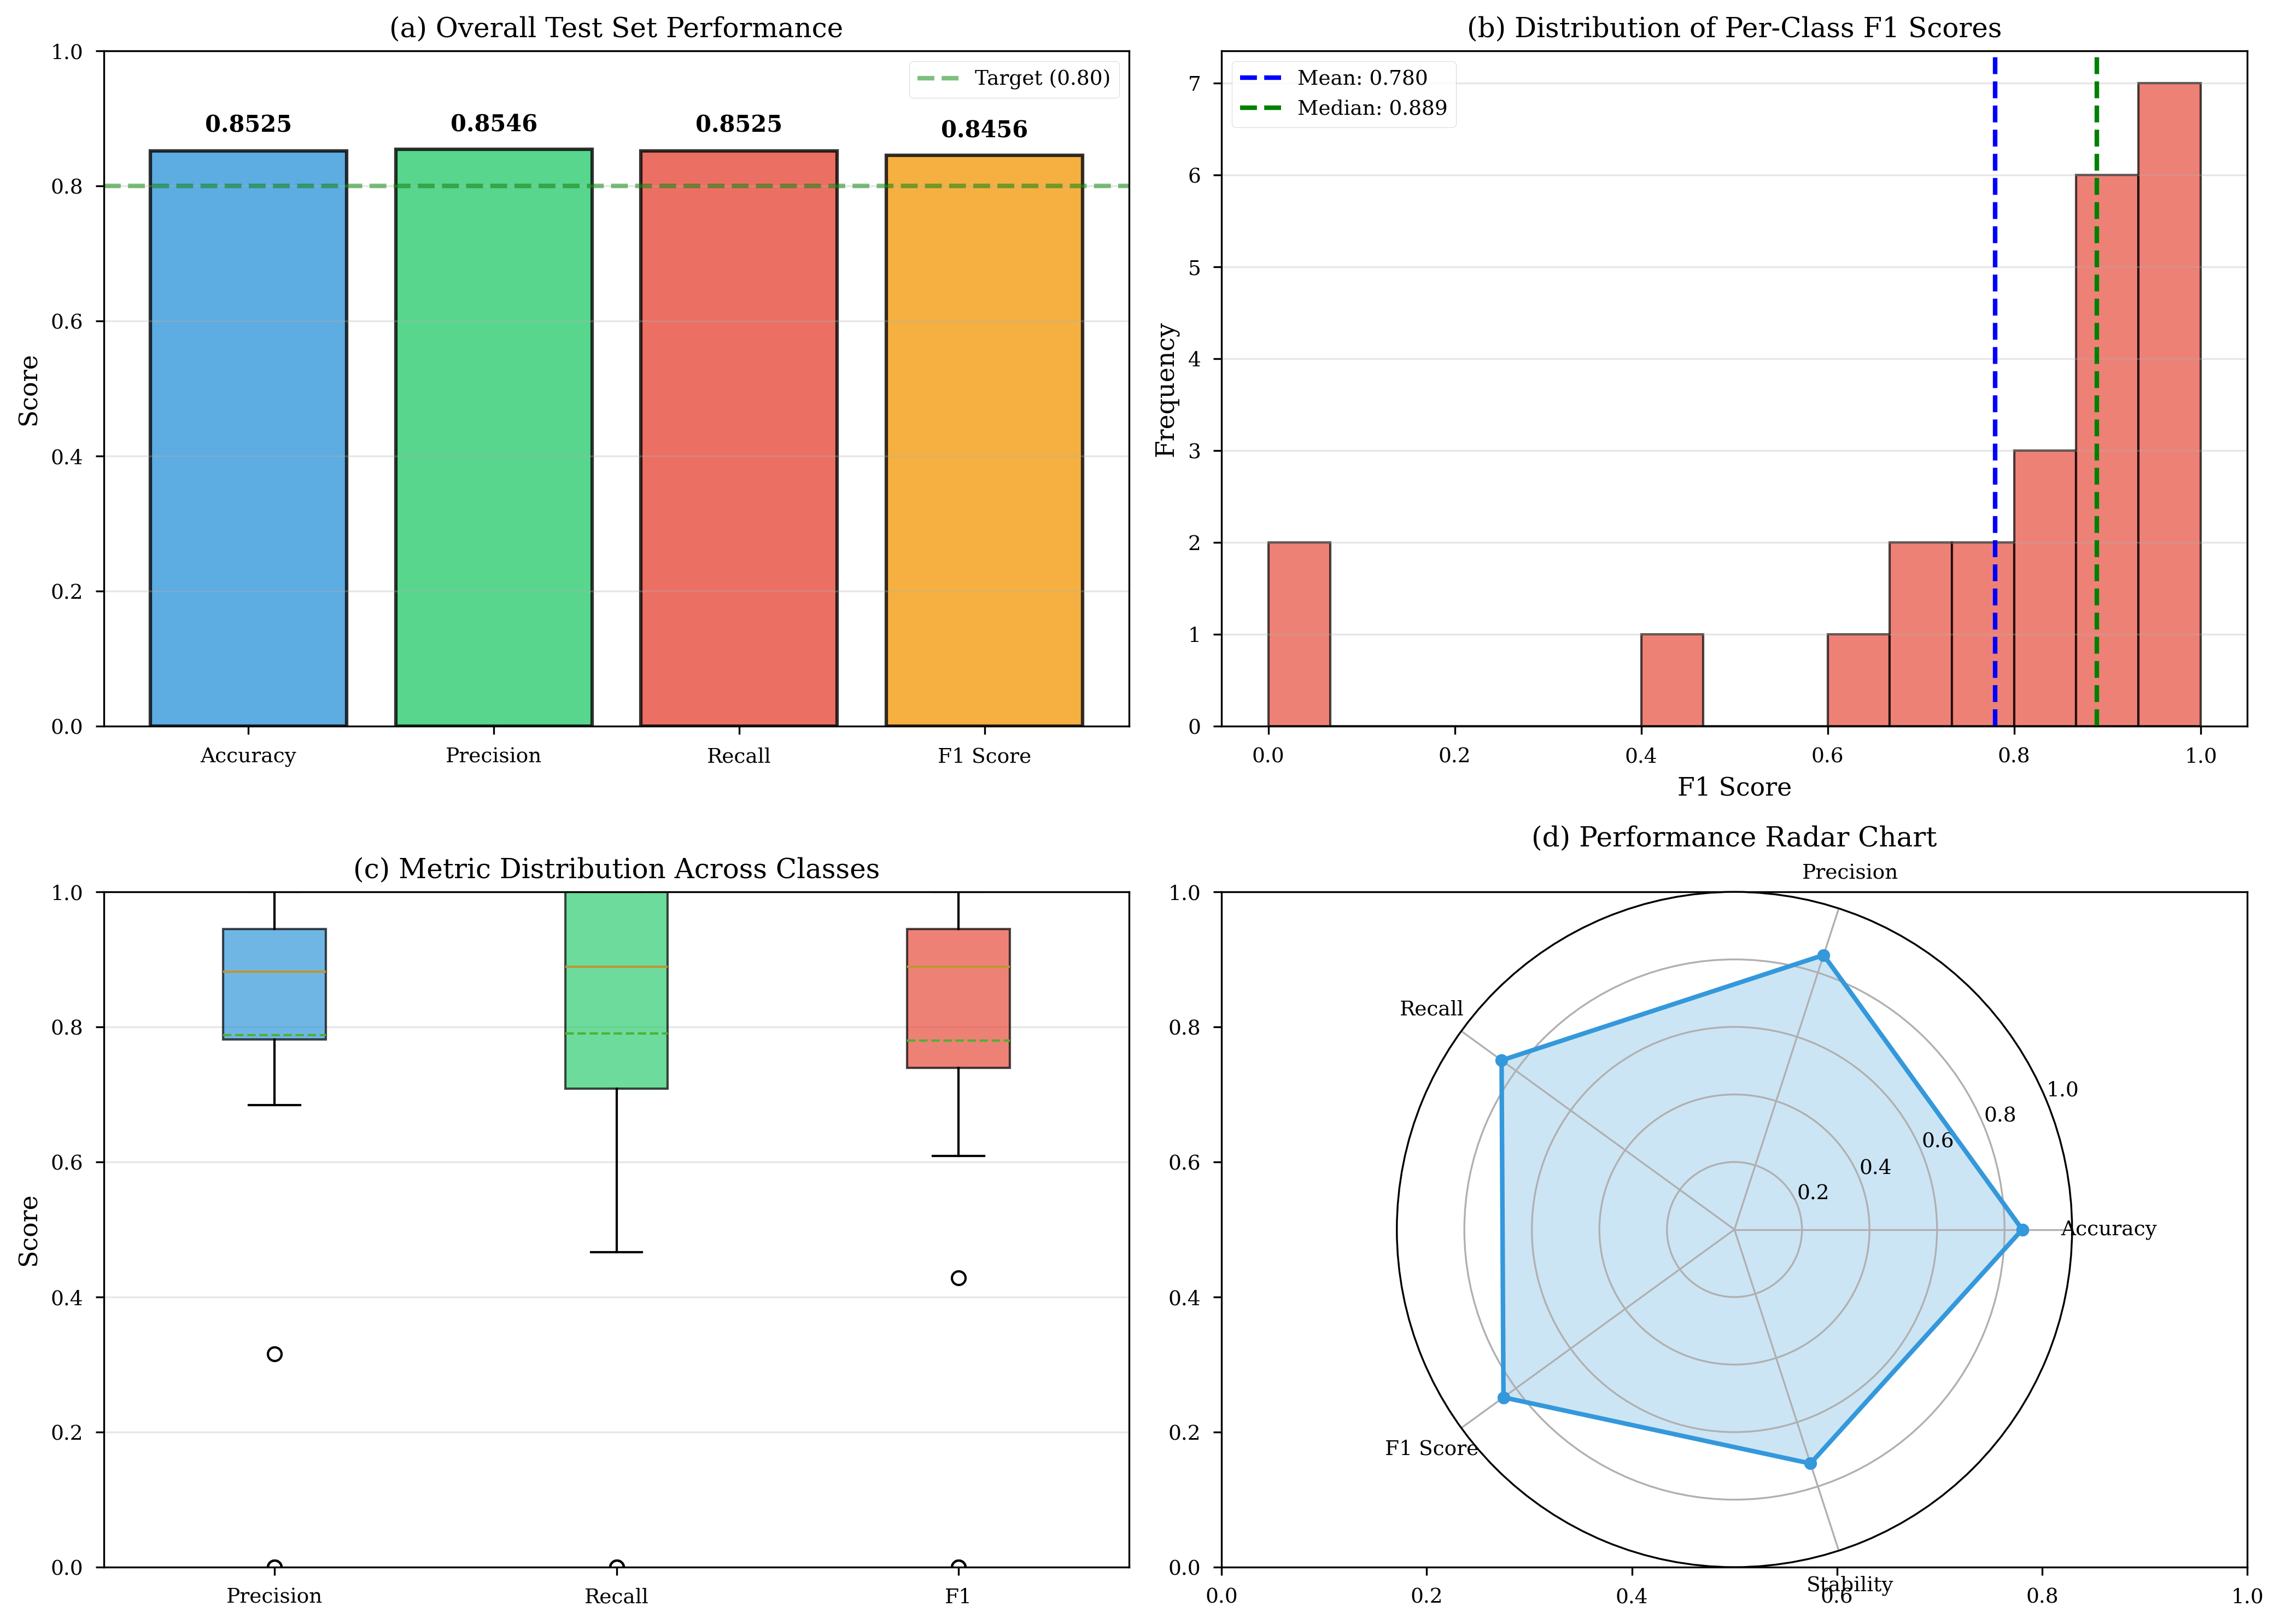 (a) Overall Test Set Performance
Target (0.80)
0.8525
0.8546
0.8525
0.8456
1.0
0.8
0.6
0.4
0.2
0.0
Score
Accuracy
Precision
Recall
F1 Score
(b) Distribution of Per-Class F1 Scores
Mean: 0.780
Median: 0.889
7
6
5
4
3
2
1
0
Frequency
0.0
0.2
0.4
0.6
0.8
1.0
F1 Score
(c) Metric Distribution Across Classes
1.0
0.8
0.6
0.4
0.2
0.0
Score
Precision
Recall
F1
(d) Performance Radar Chart
Precision
Recall
Accuracy
F1 Score
Stability
1.0
0.8
0.6
0.4
0.2
1.0
0.8
0.6
0.4
0.2
0.0
0.0
0.2
0.4
0.6
0.8
1.0